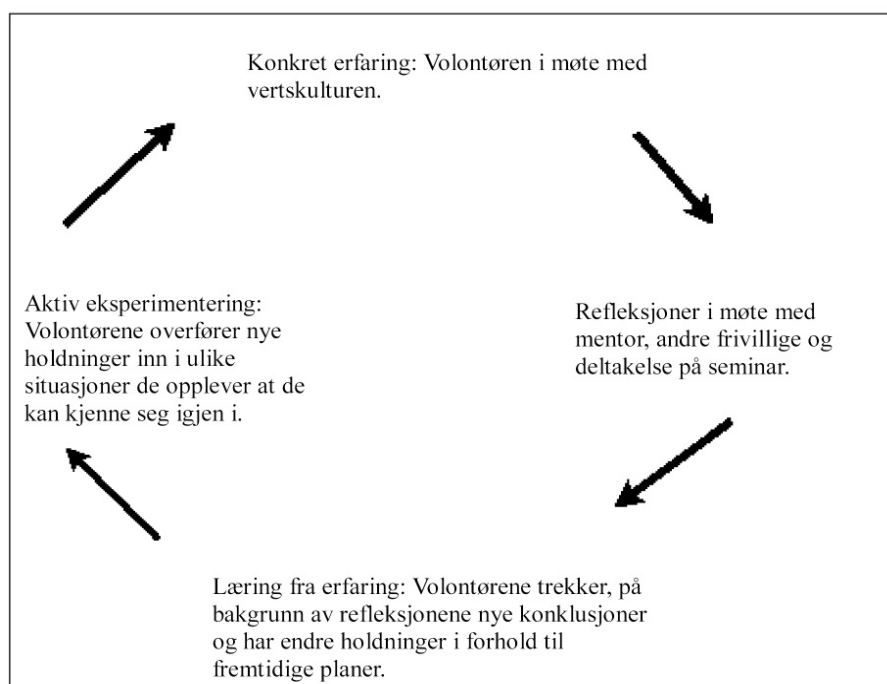 Konkret erfaring: Volontøren i møte med
vertskulturen.
Refleksjoner i møte med
mentor, andre frivillige og
deltakelse på seminar.
Læring fra erfaring: Volontørene trekker, på
bakgrunn av refleksjonene nye konklusjoner
og har endre holdninger i forhold til
fremtidige planer.
Aktiv eksperimentering:
Volontørene overfører nye
holdninger inn i ulike
situasjoner de opplever at de
kan kjenne seg igjen i.